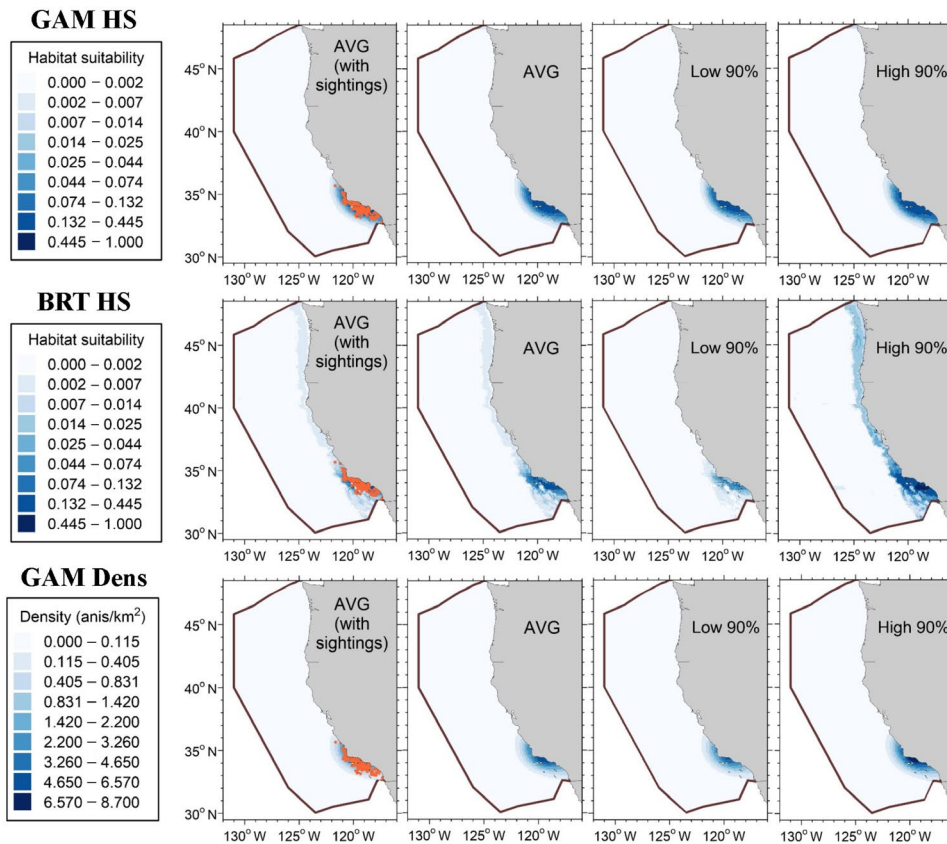 GAM HS
Habitat suitability
0.000 – 0.002
0.002 – 0.007
0.007 – 0.014
0.014 – 0.025
0.025 – 0.044
0.044 – 0.074
0.074 – 0.132
0.132 – 0.445
0.445 – 1.000
45° N
40° N
35° N
30° N
AVG
(with
sightings)
AVG
Low 90%
High 90%
130° W 125° W 120° W
130° W 125° W 120° W
130° W 125° W 120° W
130° W 125° W 120° W
BRT HS
Habitat suitability
0.000 – 0.002
0.002 – 0.007
0.007 – 0.014
0.014 – 0.025
0.025 – 0.044
0.044 – 0.074
0.074 – 0.132
0.132 – 0.445
0.445 – 1.000
45° N
40° N
35° N
30° N
AVG
(with
sightings)
AVG
Low 90%
High 90%
130° W 125° W 120° W
130° W 125° W 120° W
130° W 125° W 120° W
130° W 125° W 120° W
GAM Dens
Density (anis/km²)
0.000 – 0.115
0.115 – 0.405
0.405 – 0.831
0.831 – 1.420
1.420 – 2.200
2.200 – 3.260
3.260 – 4.650
4.650 – 6.570
6.570 – 8.700
45° N
40° N
35° N
30° N
AVG
(with
sightings)
AVG
Low 90%
High 90%
130° W 125° W 120° W
130° W 125° W 120° W
130° W 125° W 120° W
130° W 125° W 120° W